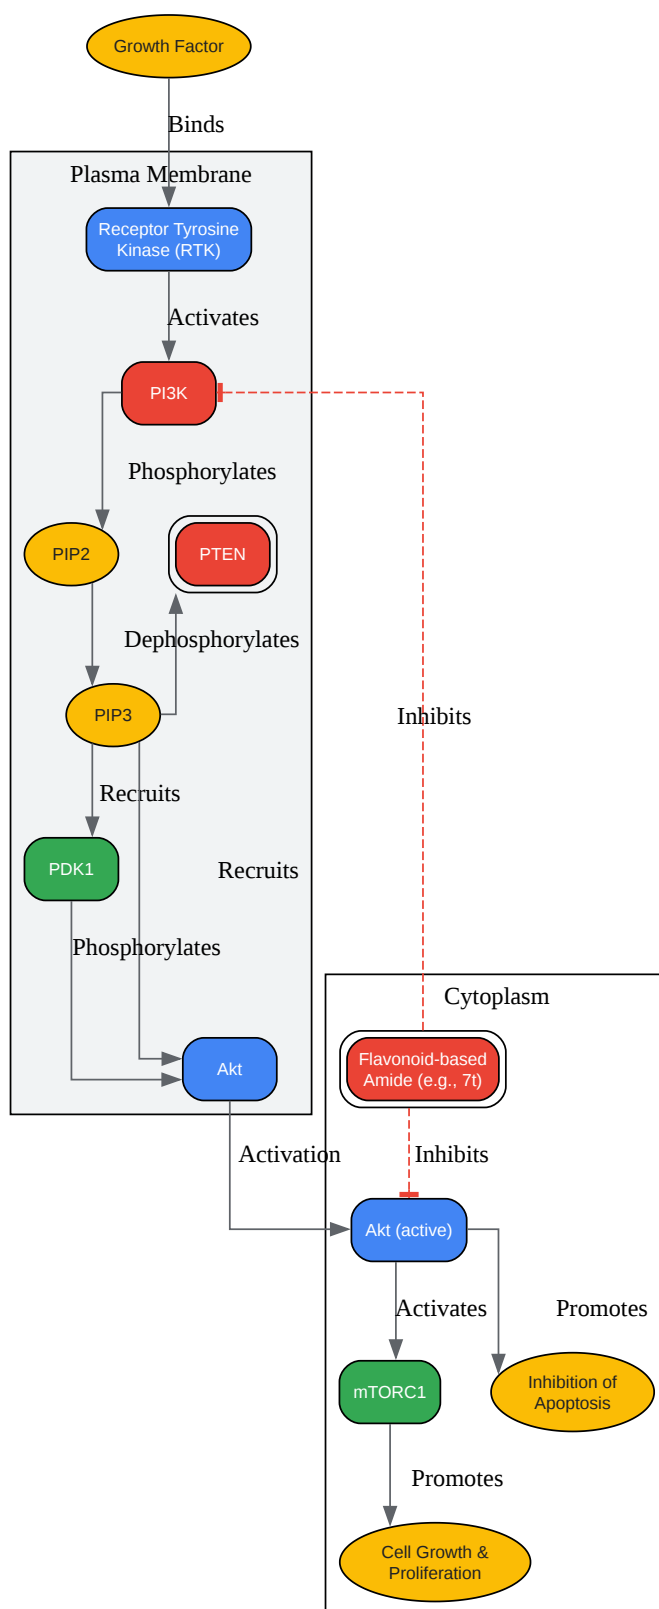 Growth Factor
Binds
Plasma Membrane
Receptor Tyrosine
Kinase (RTK)
Activates
PI3K
Phosphorylates
PIP2
PTEN
Dephosphorylates
Inhibits
PIP3
Recruits
PDK1
Recruits
Phosphorylates
Cytoplasm
Akt
Flavonoid-based
Amide (e.g., 7t)
Activation
Inhibits
Akt (active)
Activates
Promotes
mTORC1
Inhibition of
Apoptosis
Promotes
Cell Growth &
Proliferation